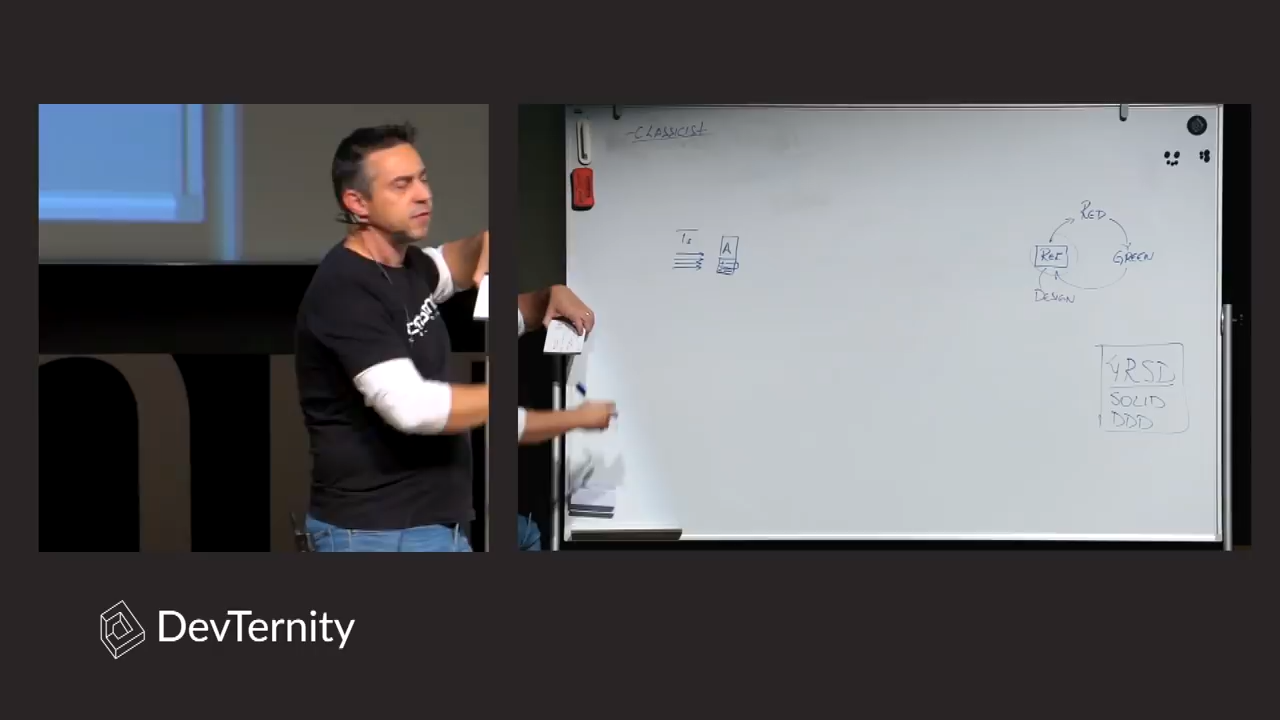 -CLASSICIST
Ts
A
RED
REF
GREEN
DESIGN
4RSD
SOLID
DDD
DevTernity